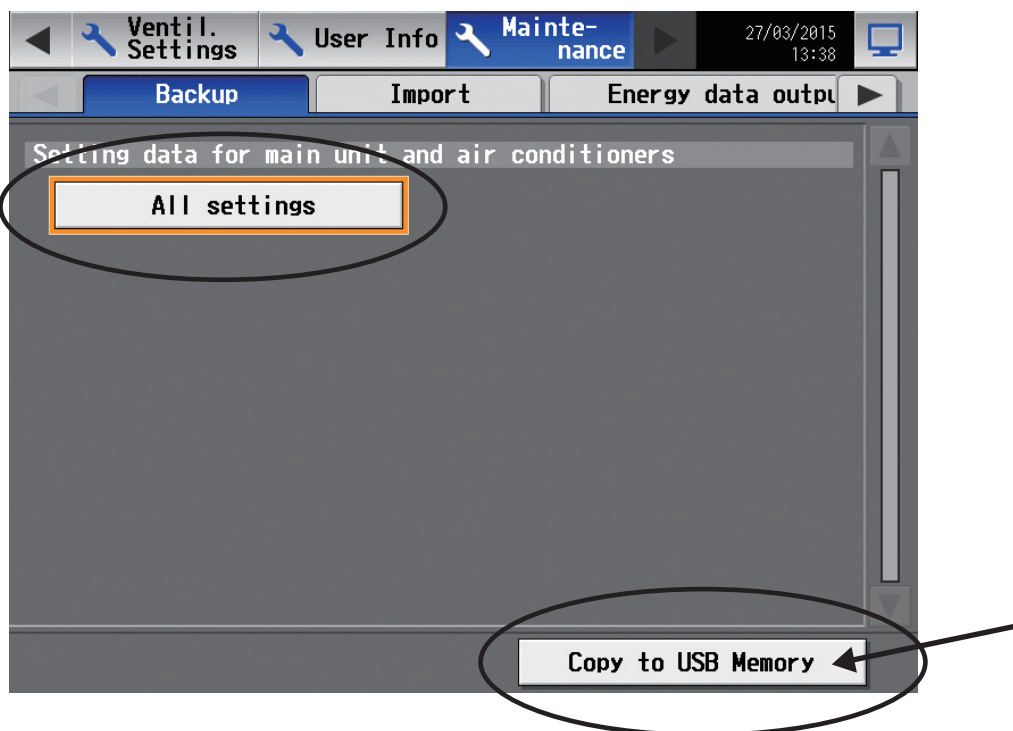 Ventil. Settings
User Info
Mainte-nance
27/03/2015
13:38
Backup
Import
Energy data outpu
Setting data for main unit and air conditioners
All settings
Copy to USB Memory